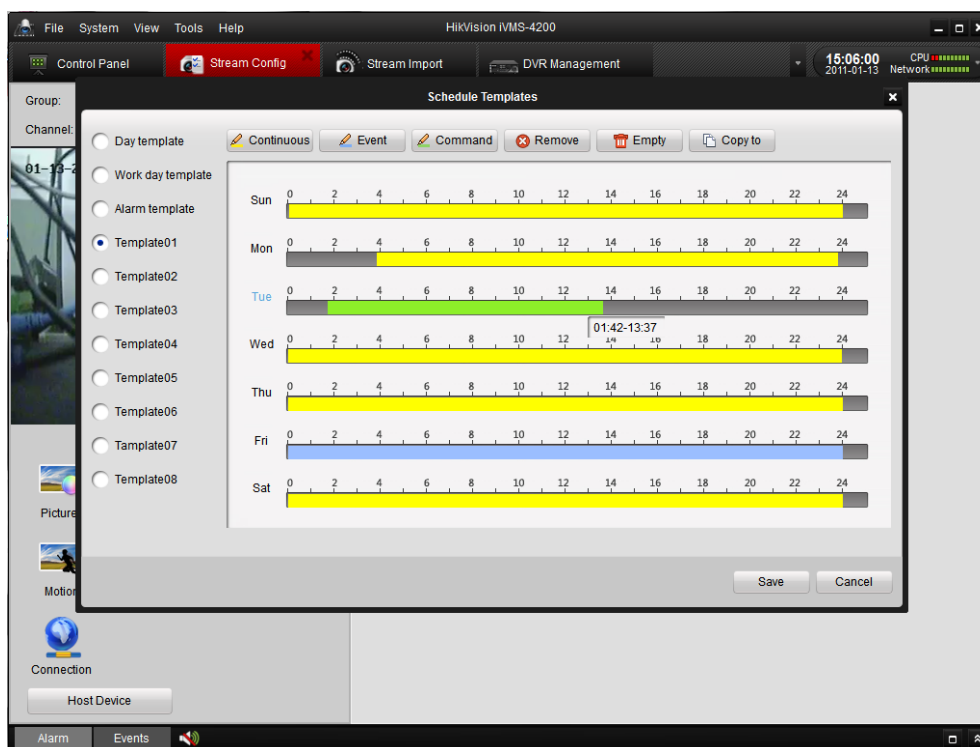 File System View Tools Help HikVision iVMS-4200
Control Panel Stream Config Stream Import DVR Management 15:06:00 2011-01-13 CPU Network
Group:
Channel:
Schedule Templates
01-13-2
Day template
Work day template
Alarm template
Template01
Template02
Template03
Template04
Template05
Template06
Tamplate07
Template08
Continuous Event Command Remove Empty Copy to
Sun 0 2 4 6 8 10 12 14 16 18 20 22 24
Mon 0 2 4 6 8 10 12 14 16 18 20 22 24
Tue 0 2 4 6 8 10 12 14 16 18 20 22 24
01:42-13:37
Wed 0 2 4 6 8 10 12 14 16 18 20 22 24
Thu 0 2 4 6 8 10 12 14 16 18 20 22 24
Fri 0 2 4 6 8 10 12 14 16 18 20 22 24
Sat 0 2 4 6 8 10 12 14 16 18 20 22 24
Save Cancel
Picture
Motion
Connection
Host Device
Alarm Events